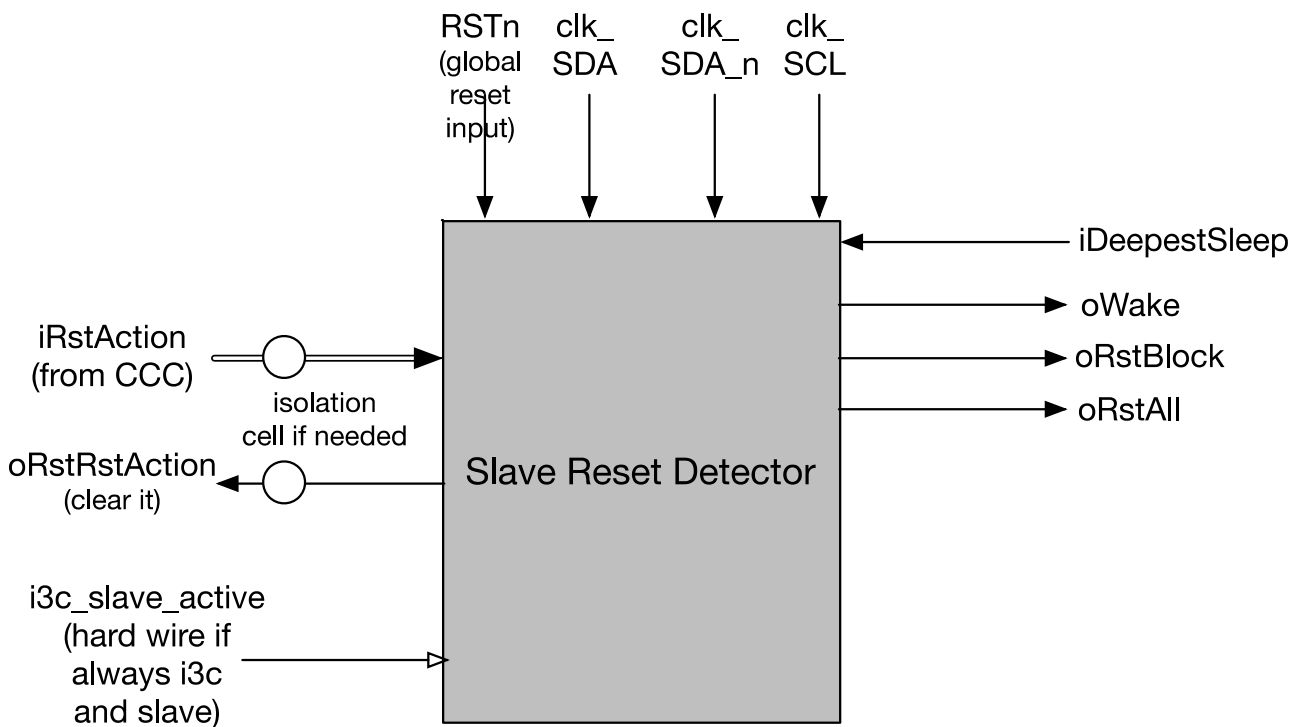 RSTn
(global
reset
input)
clk_
SDA
clk_
SDA_n
clk_
SCL
iDeepestSleep
oWake
oRstBlock
oRstAll
iRstAction
(from CCC)
isolation
cell if needed
oRstRstAction
(clear it)
Slave Reset Detector
i3c_slave_active
(hard wire if
always i3c
and slave)